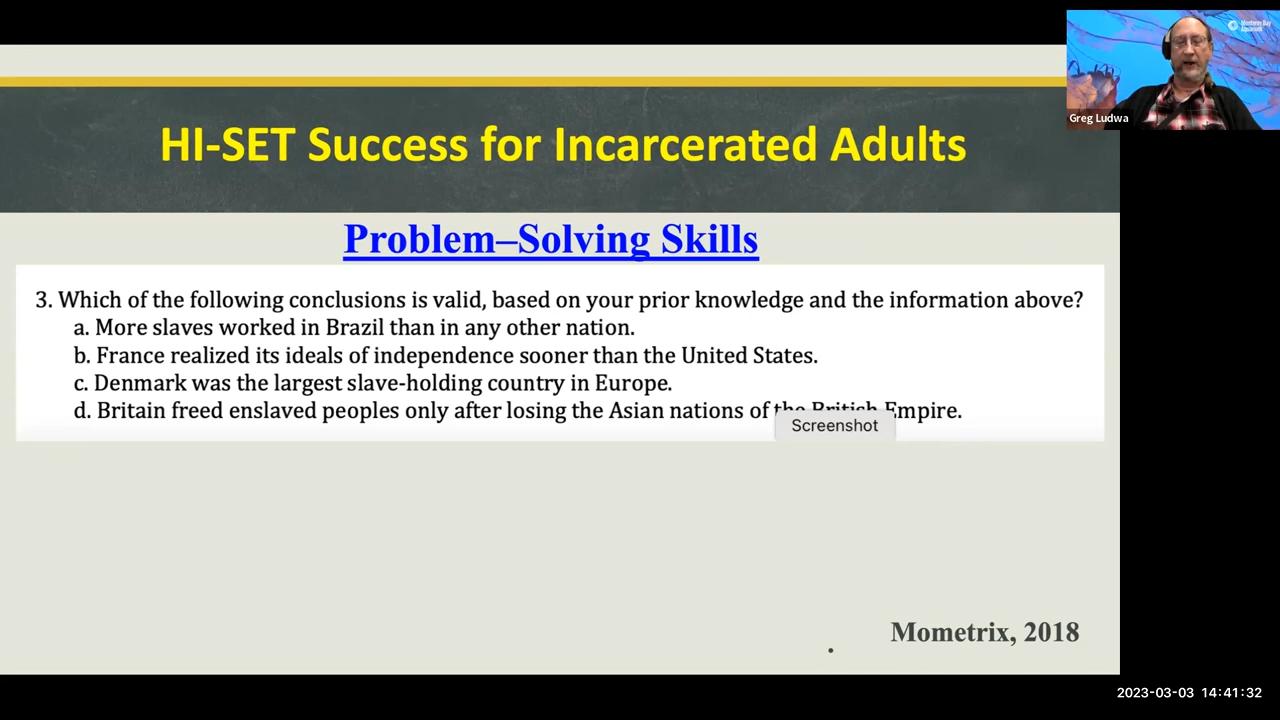 Monterey Bay
Aquarium
Greg Ludwa
HI-SET Success for Incarcerated Adults
Problem–Solving Skills
3. Which of the following conclusions is valid, based on your prior knowledge and the information above?
a. More slaves worked in Brazil than in any other nation.
b. France realized its ideals of independence sooner than the United States.
c. Denmark was the largest slave-holding country in Europe.
d. Britain freed enslaved peoples only after losing the Asian nations of the British Empire.
Screenshot
Mometrix, 2018
.
2023-03-03 14:41:32